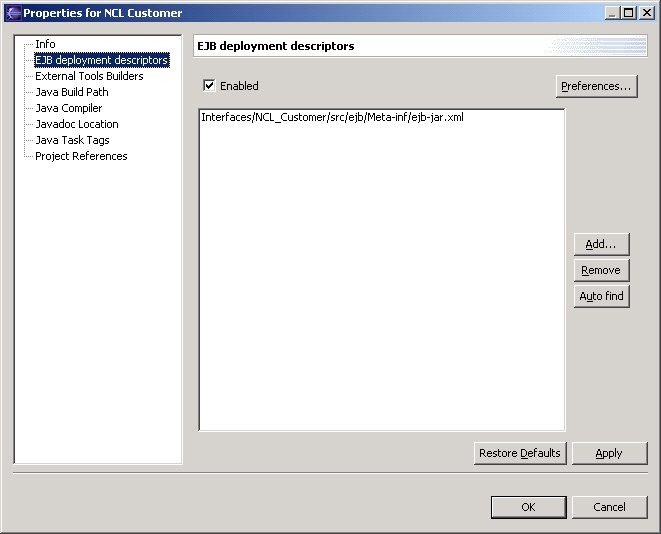 Properties for NCL Customer
Info
EJB deployment descriptors
External Tools Builders
Java Build Path
Java Compiler
Javadoc Location
Java Task Tags
Project References
EJB deployment descriptors
Enabled
Preferences...
Interfaces/NCL_Customer/src/ejb/Meta-inf/ejb-jar.xml
Add...
Remove
Auto find
Restore Defaults
Apply
OK
Cancel